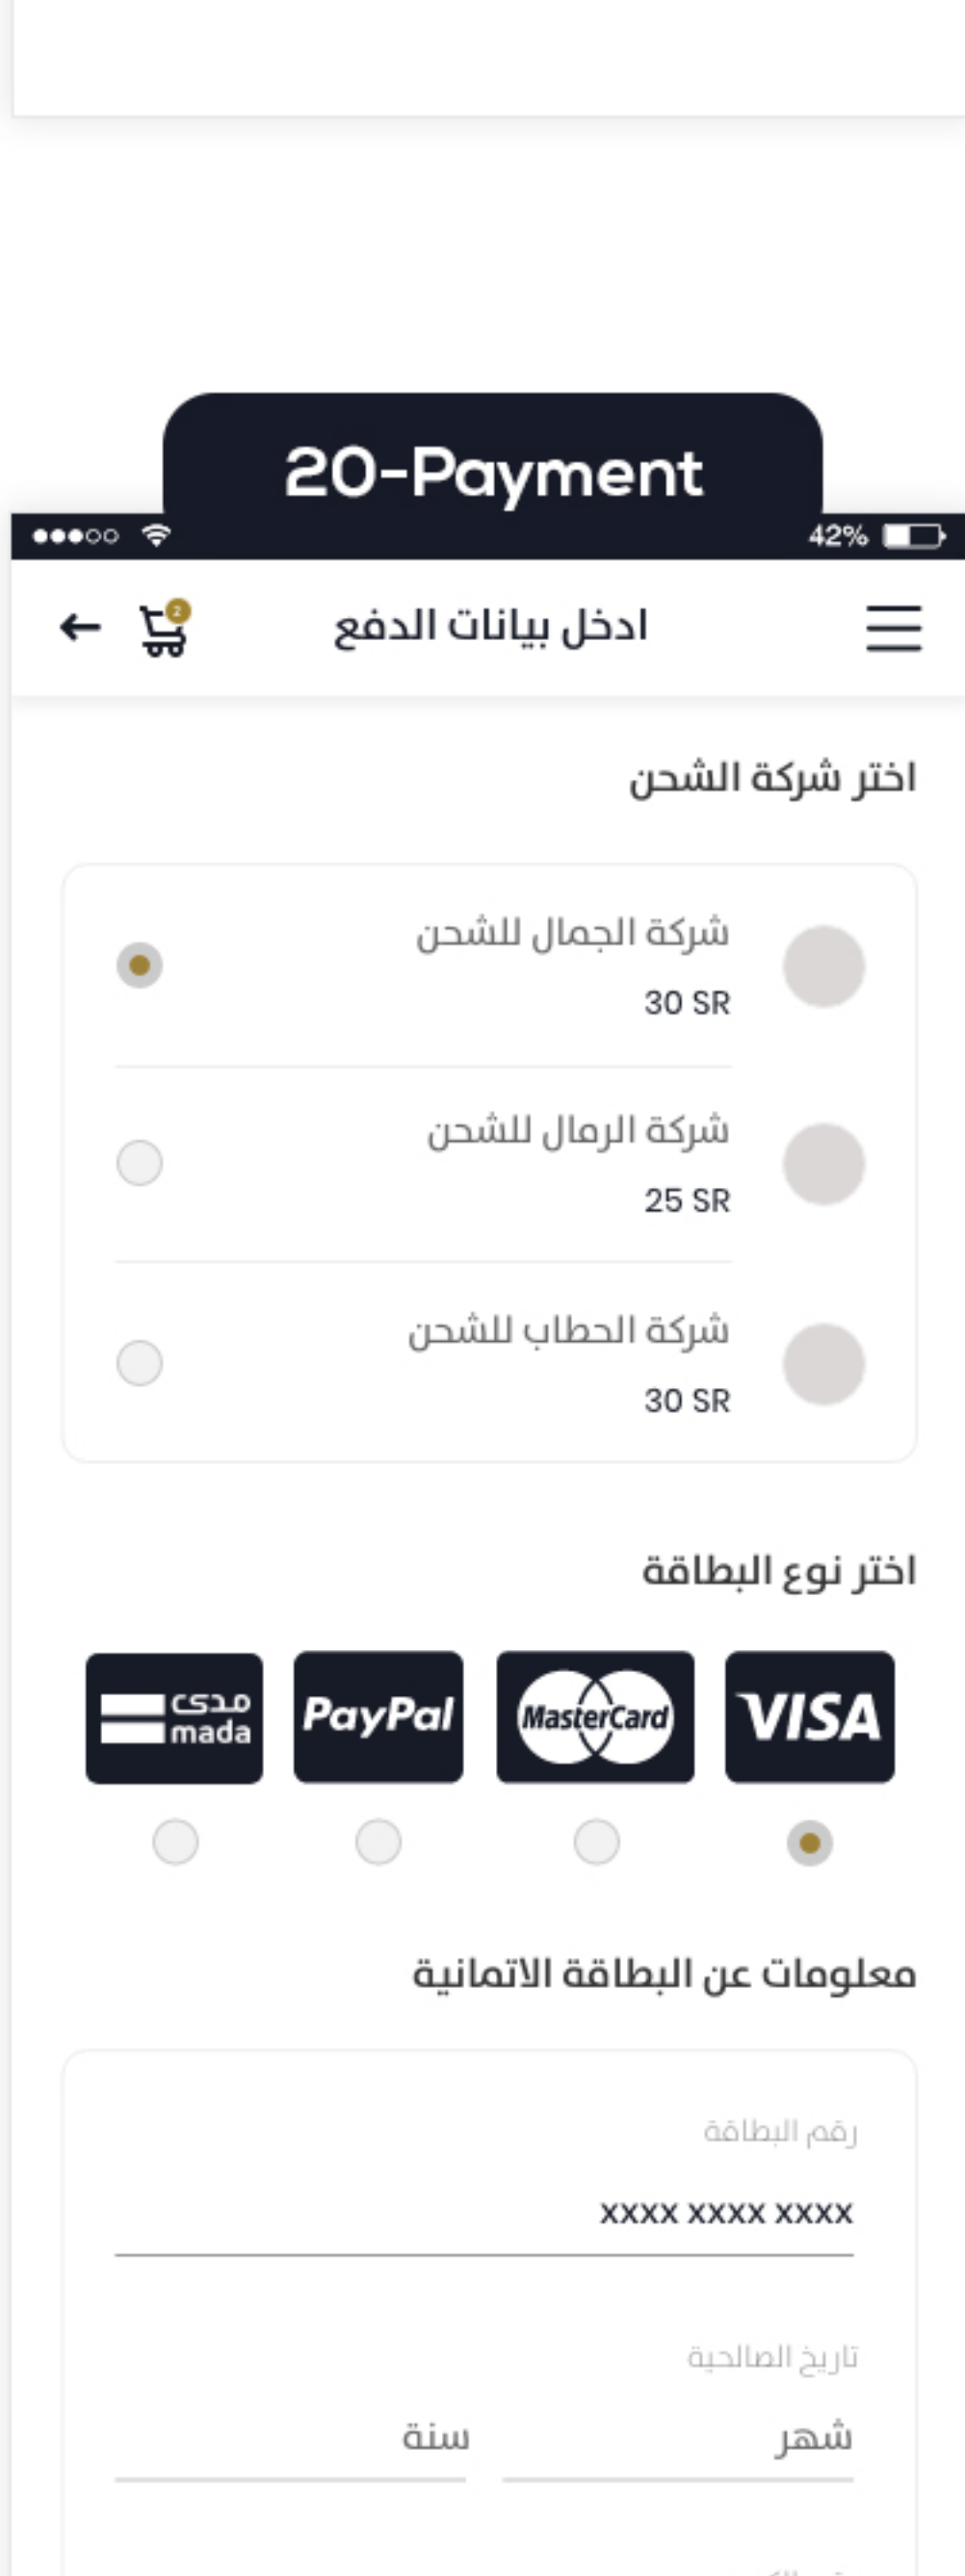 20-Payment
42%
ادخل بيانات الدفع
2
اختر شركة الشحن
شركة الجمال للشحن
30 SR
شركة الرمال للشحن
25 SR
شركة الحطاب للشحن
30 SR
اختر نوع البطاقة
VISA MasterCard PayPal مدى mada
معلومات عن البطاقة الاتمانية
رقم البطاقة
xxxx xxxx xxxx
تاريخ الصالحية
شهر سنة